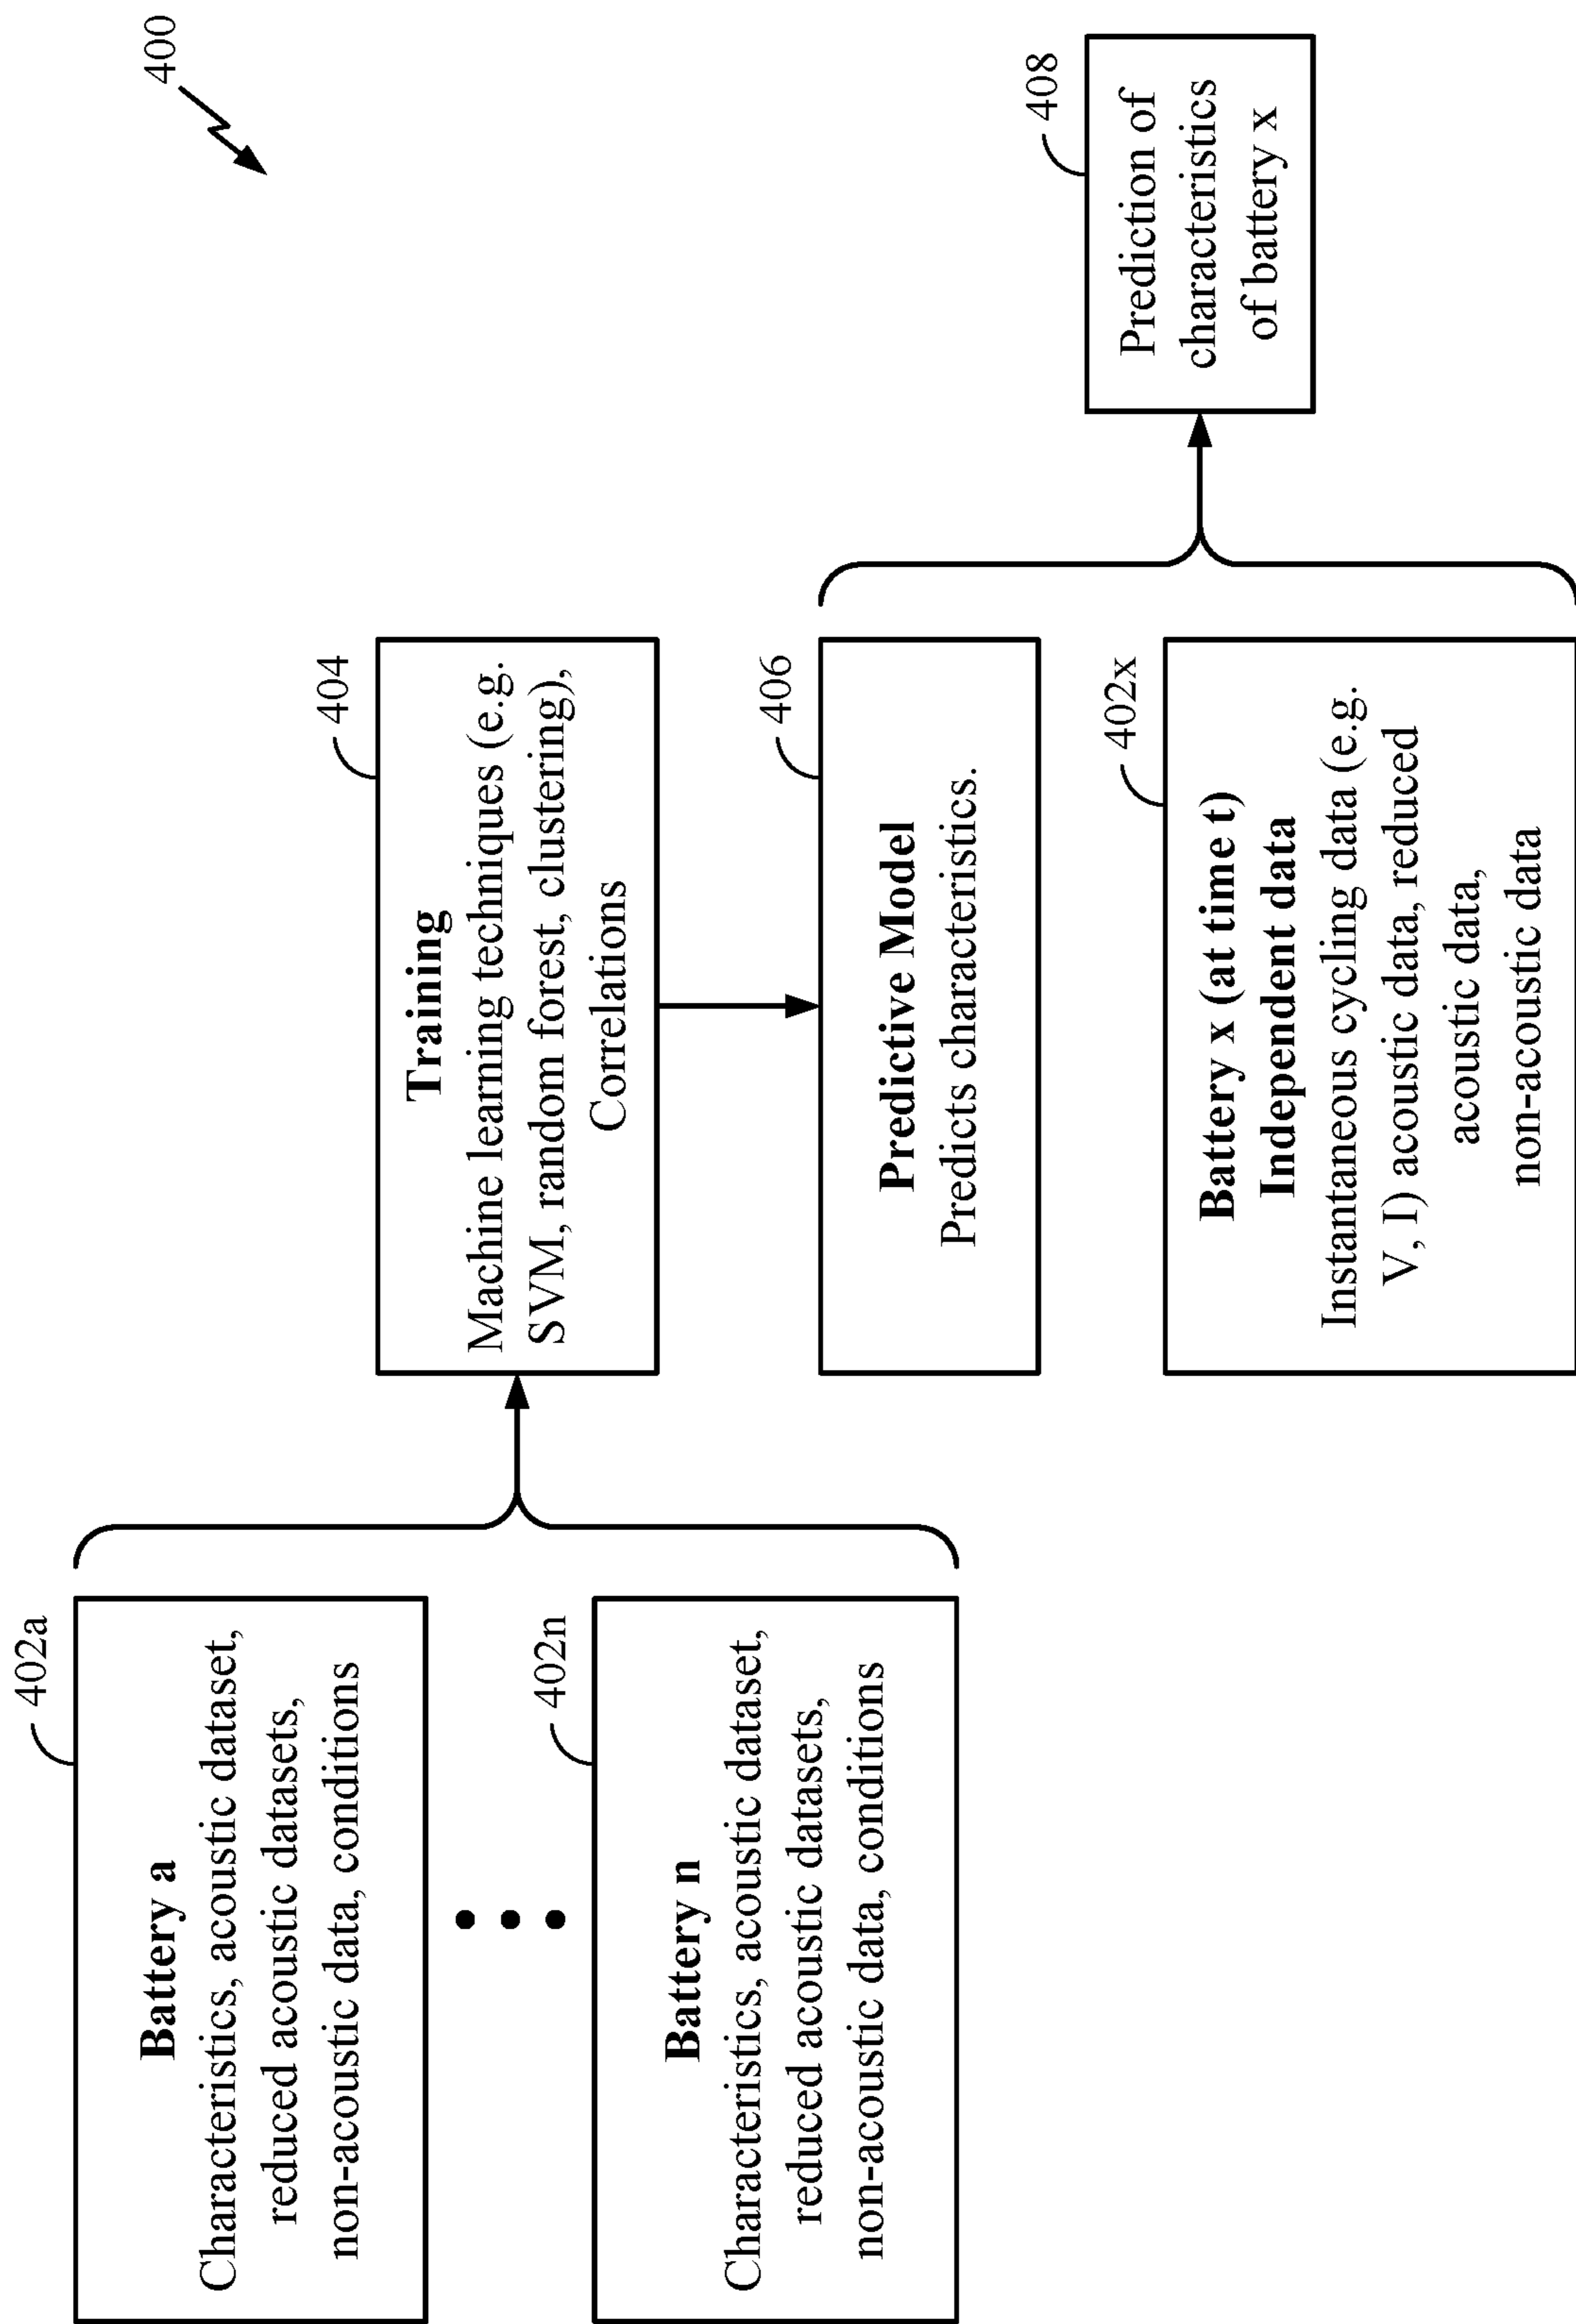 400
402a
Battery a
Characteristics, acoustic dataset,
reduced acoustic datasets,
non-acoustic data, conditions
402n
Battery n
Characteristics, acoustic dataset,
reduced acoustic datasets,
non-acoustic data, conditions
404
Training
Machine learning techniques (e.g.
SVM, random forest, clustering),
Correlations
406
Predictive Model
Predicts characteristics.
402x
Battery x (at time t)
Independent data
Instantaneous cycling data (e.g.
V, I) acoustic data, reduced
acoustic data,
non-acoustic data
408
Prediction of
characteristics
of battery x